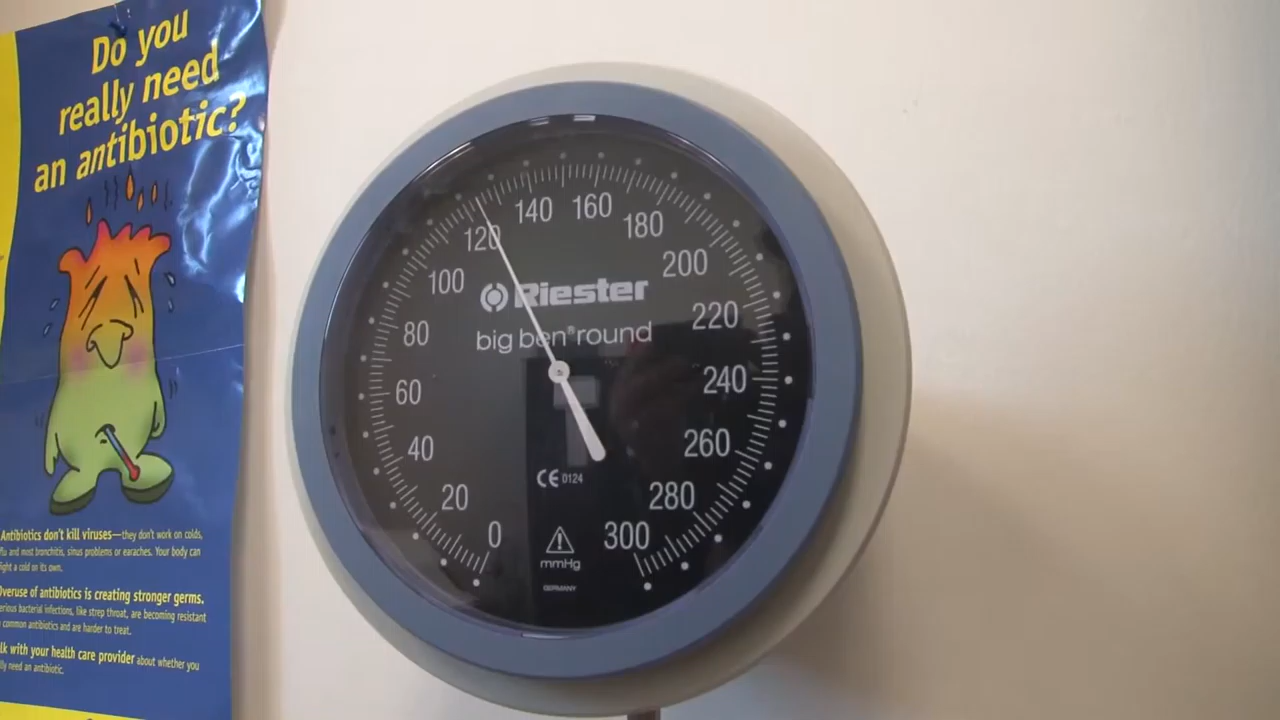 Do you
really need
an antibiotic?
Antibiotics don't kill viruses—they don't work on colds,
flu and most bronchitis, sinus problems or earaches. Your body can
fight a cold on its own.
Overuse of antibiotics is creating stronger germs.
serious bacterial infections, like strep throat, are becoming resistant
common antibiotics and are harder to treat.
lk with your health care provider about whether you
need an antibiotic.
0
20
40
60
80
100
120
140
160
180
200
220
240
260
280
300
Riester
big ben® round
CE 0124
mmHg
GERMANY